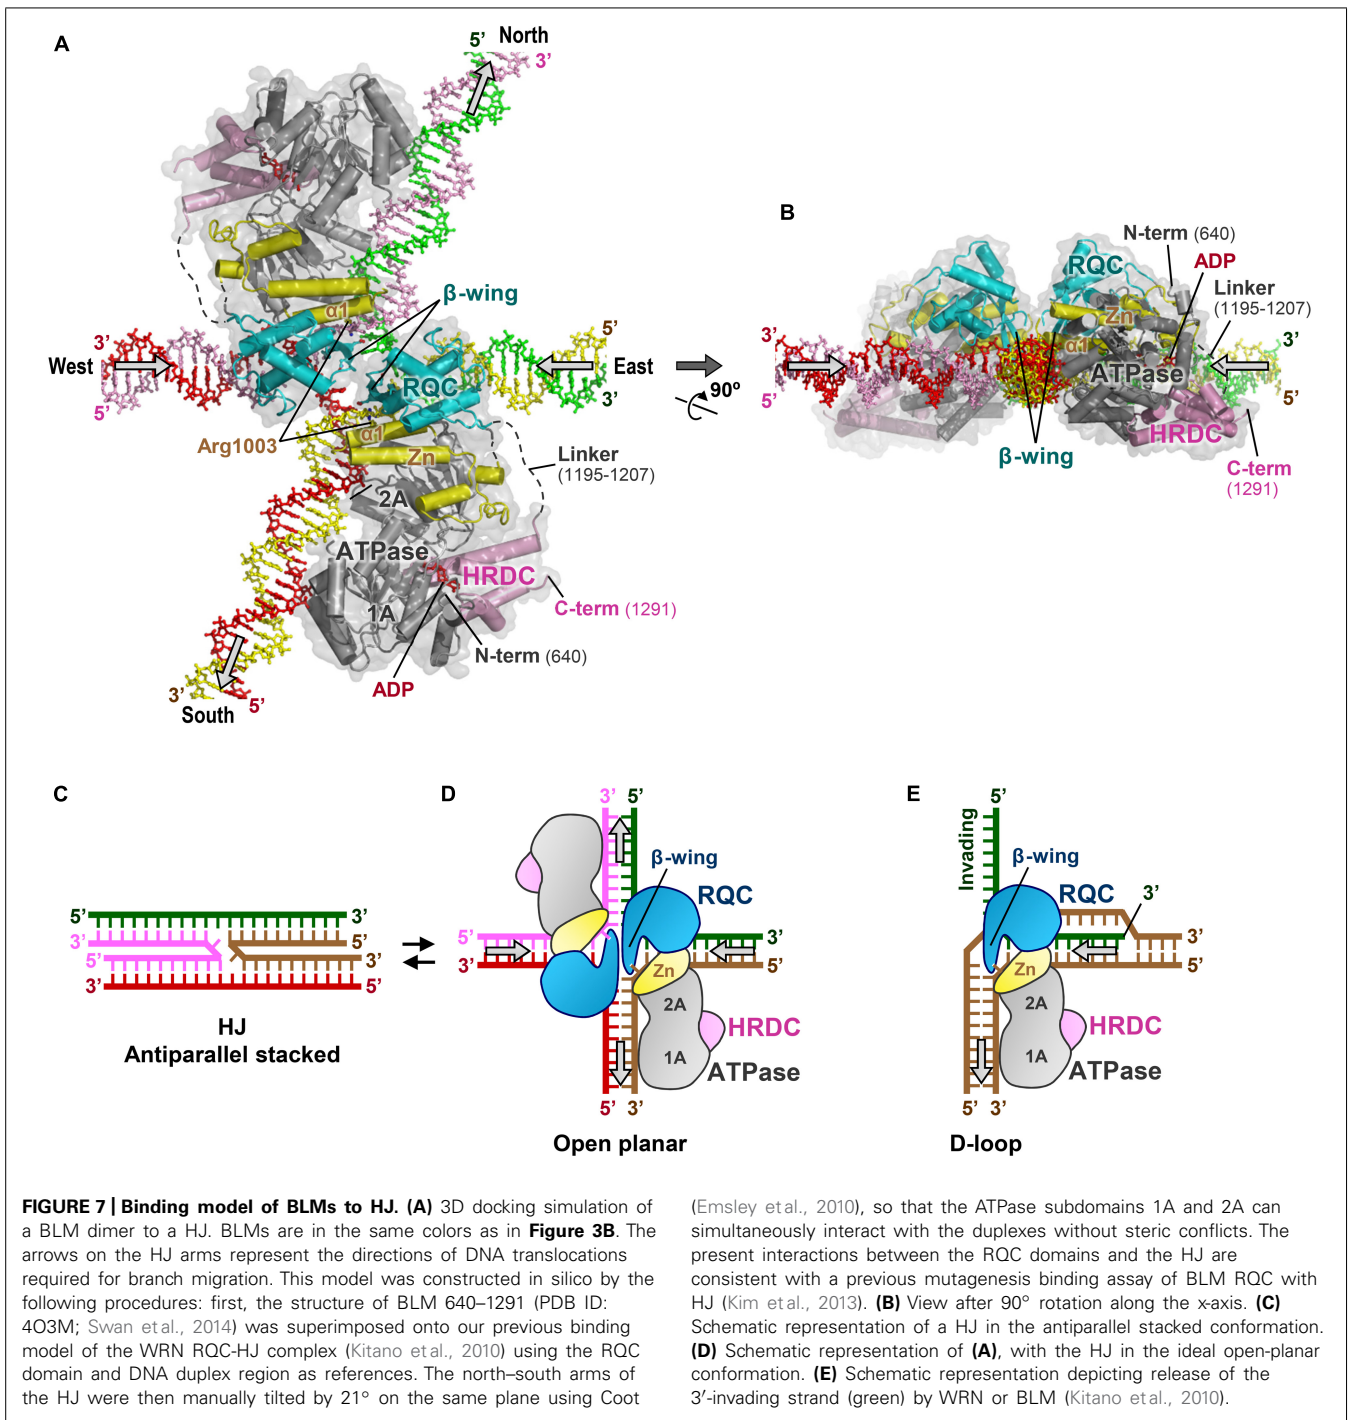 A
5’ North
3’
β-wing
α1
3’
West
5’
RQC
5’
East
3’
Arg1003
α1
Zn
Linker
(1195-1207)
2A
ATPase
HRDC
1A
C-term (1291)
N-term (640)
ADP
3’
5’
South
90º
B
N-term (640)
RQC
ADP
Linker
(1195-1207)
Zn
3’
α1
3’
ATPase
5’
5’
HRDC
β-wing
C-term
(1291)
C
5’
3’
3’
5’
5’
3’
3’
5’
HJ
Antiparallel stacked
D
3’ 5’
β-wing
RQC
5’
3’
3’
5’
Zn
2A
HRDC
1A
ATPase
5’ 3’
Open planar
E
5’
Invading
β-wing
RQC
3’
3’
5’
Zn
2A
HRDC
1A
ATPase
5’ 3’
D-loop
FIGURE 7 | Binding model of BLMs to HJ. (A) 3D docking simulation of
a BLM dimer to a HJ. BLMs are in the same colors as in Figure 3B. The
arrows on the HJ arms represent the directions of DNA translocations
required for branch migration. This model was constructed in silico by the
following procedures: first, the structure of BLM 640–1291 (PDB ID:
4O3M; Swan et al., 2014) was superimposed onto our previous binding
model of the WRN RQC-HJ complex (Kitano et al., 2010) using the RQC
domain and DNA duplex region as references. The north–south arms of
the HJ were then manually tilted by 21° on the same plane using Coot
(Emsley et al., 2010), so that the ATPase subdomains 1A and 2A can
simultaneously interact with the duplexes without steric conflicts. The
present interactions between the RQC domains and the HJ are
consistent with a previous mutagenesis binding assay of BLM RQC with
HJ (Kim et al., 2013). (B) View after 90° rotation along the x-axis. (C)
Schematic representation of a HJ in the antiparallel stacked conformation.
(D) Schematic representation of (A), with the HJ in the ideal open-planar
conformation. (E) Schematic representation depicting release of the
3′-invading strand (green) by WRN or BLM (Kitano et al., 2010).